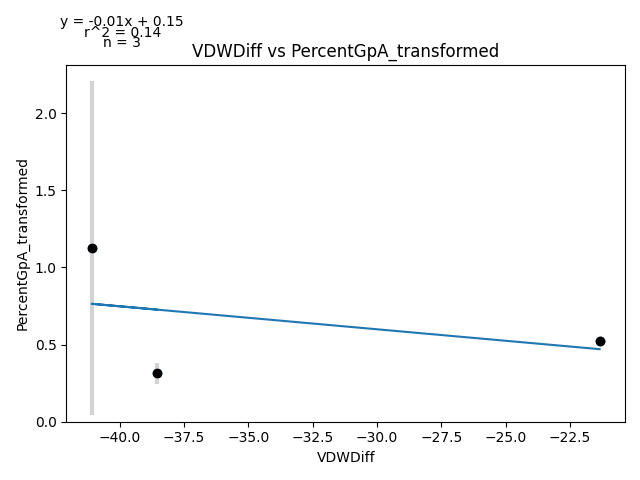 y = -0.01x + 0.15
r^2 = 0.14
n = 3
VDWDiff vs PercentGpA_transformed
PercentGpA_transformed
2.0
1.5
1.0
0.5
0.0
−40.0 −37.5 −35.0 −32.5 −30.0 −27.5 −25.0 −22.5
VDWDiff